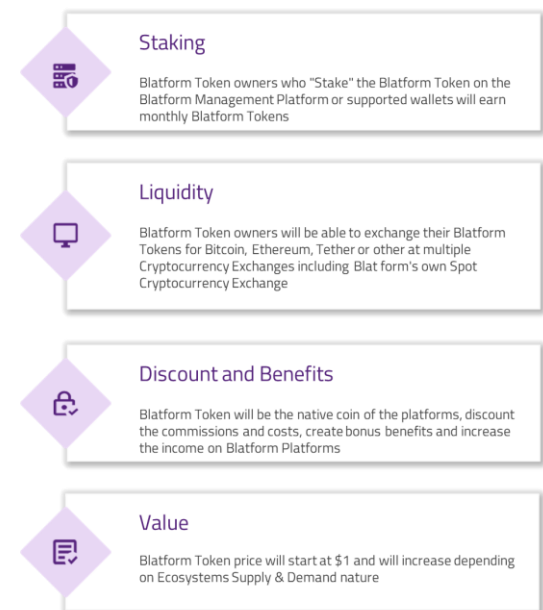 Staking
Blatform Token owners who "Stake" the Blatform Token on the
Blatform Management Platform or supported wallets will earn
monthly Blatform Tokens
Liquidity
Blatform Token owners will be able to exchange their Blatform
Tokens for Bitcoin, Ethereum, Tether or other at multiple
Cryptocurrency Exchanges including Blat form's own Spot
Cryptocurrency Exchange
Discount and Benefits
Blatform Token will be the native coin of the platforms, discount
the commissions and costs, create bonus benefits and increase
the income on Blatform Platforms
Value
Blatform Token price will start at $1 and will increase depending
on Ecosystems Supply & Demand nature